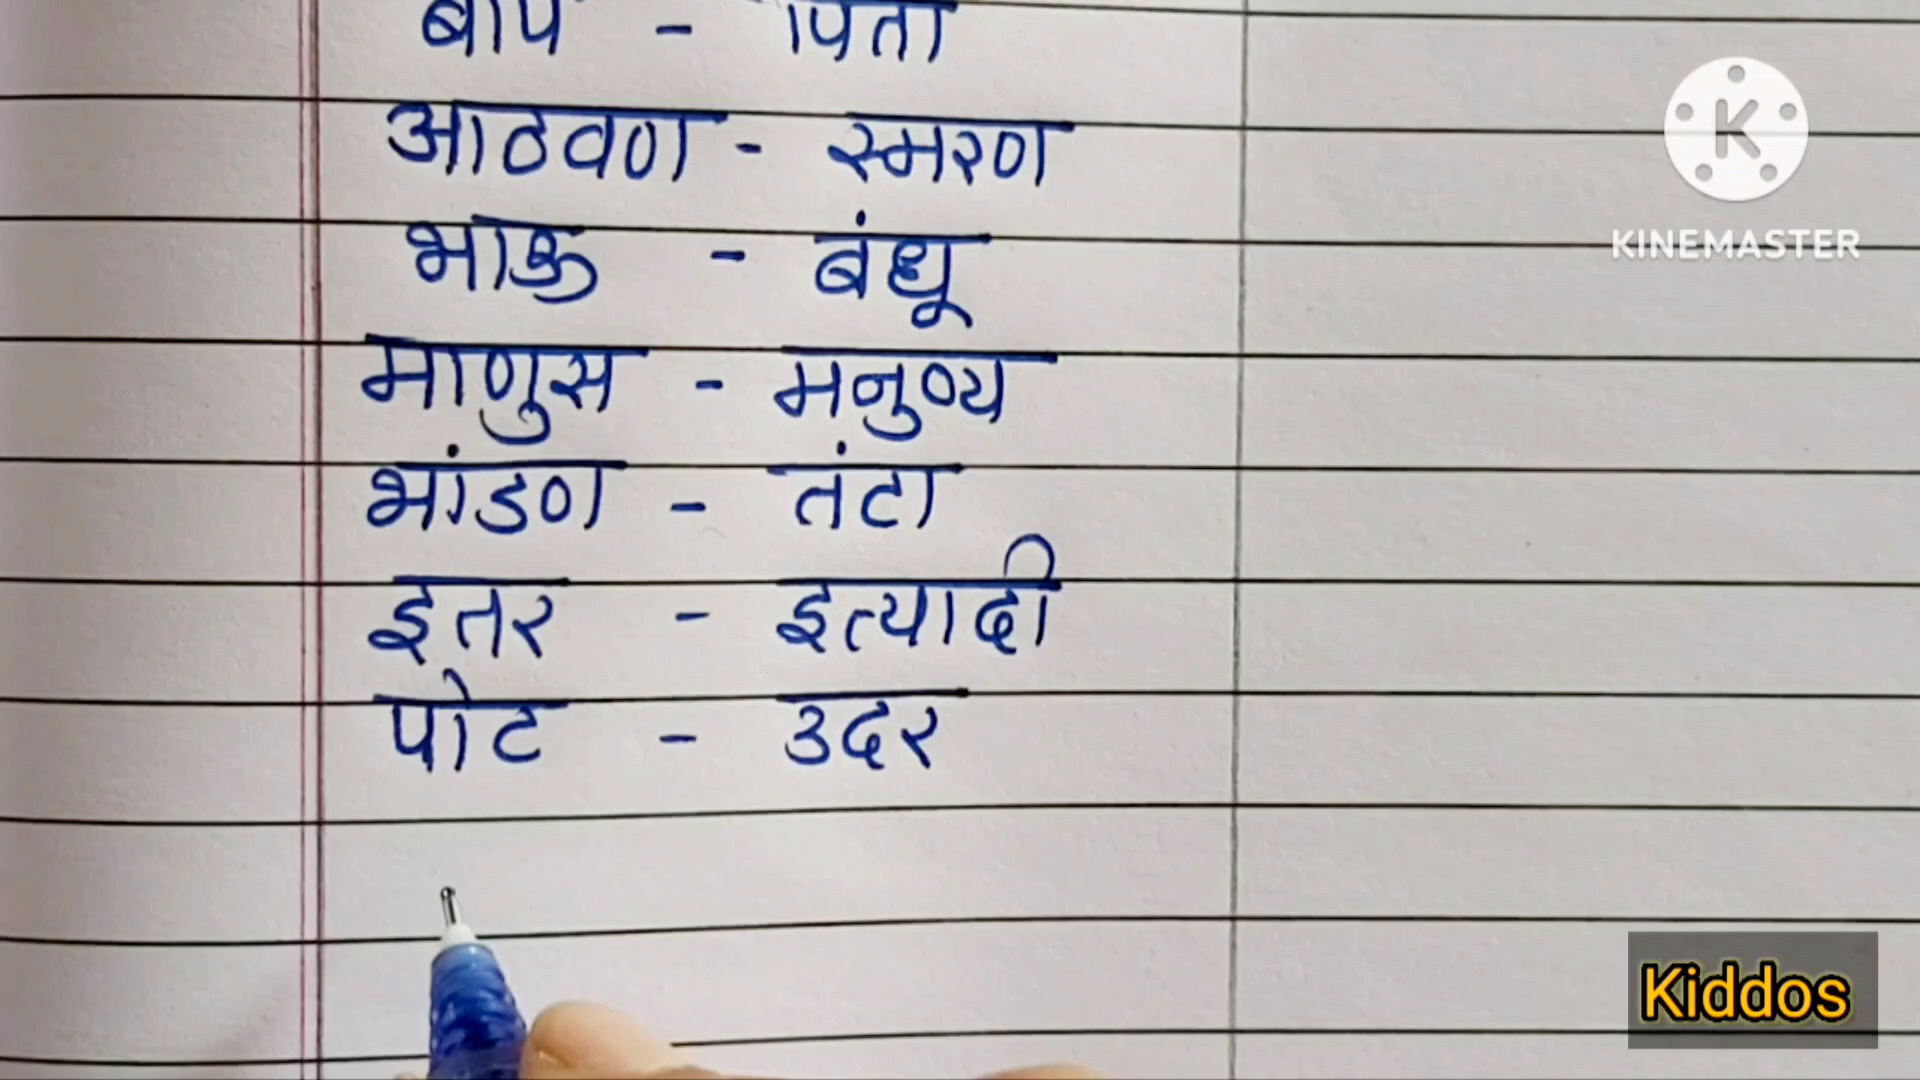 बाप - पिता
आठवण - स्मरण
भाऊ - बंधू
माणुस - मनुष्य
भांडण - तंटा
इतर - इत्यादी
पोट - उदर
K
KINEMASTER
Kiddos